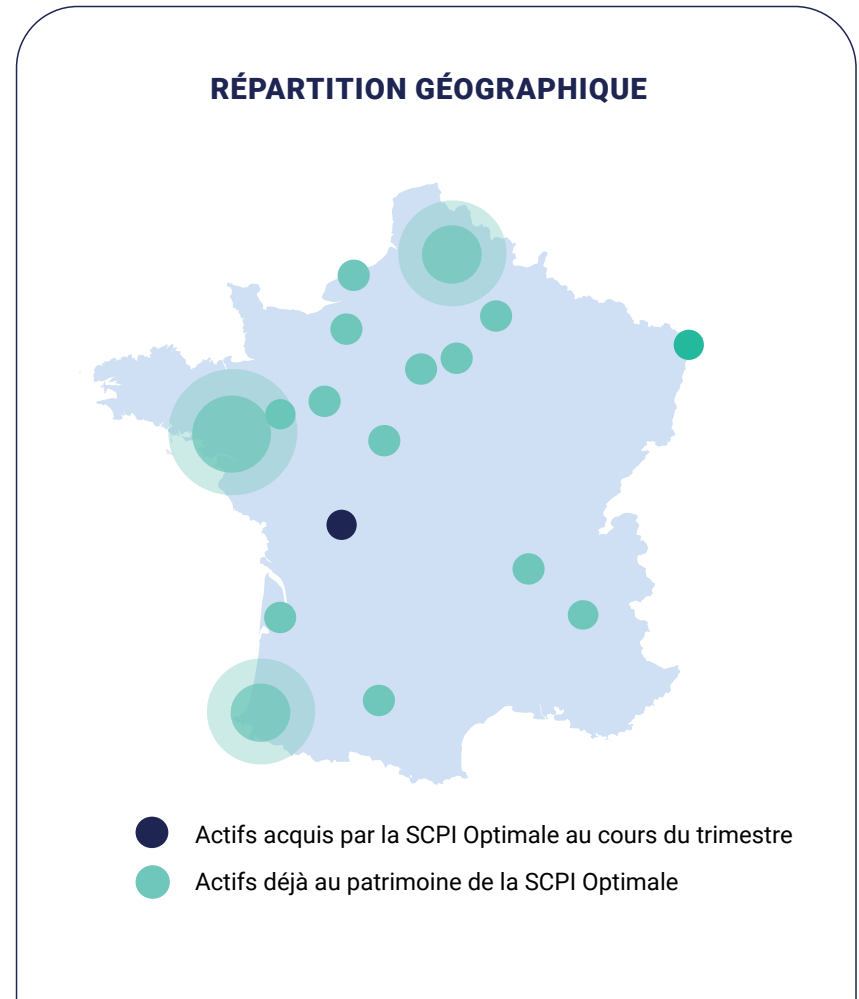 RÉPARTITION GÉOGRAPHIQUE
Actifs acquis par la SCPI Optimale au cours du trimestre
Actifs déjà au patrimoine de la SCPI Optimale